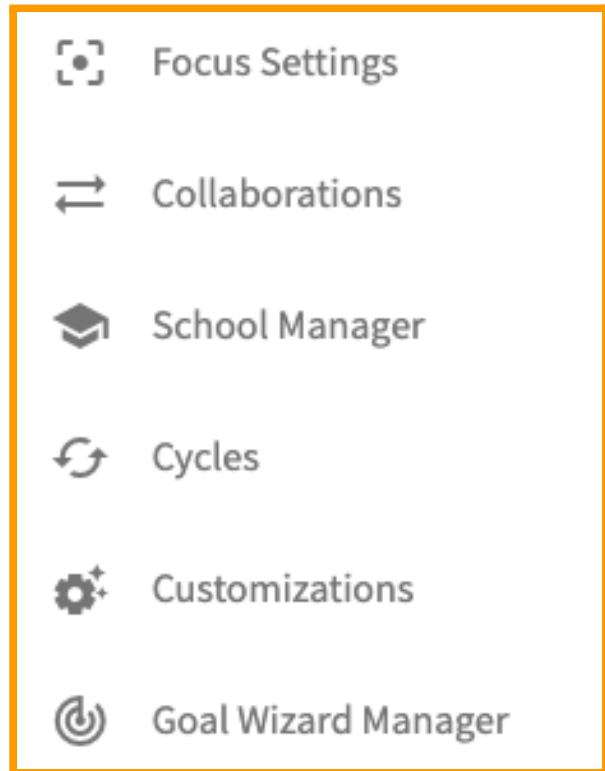 Focus Settings
Collaborations
School Manager
Cycles
Customizations
Goal Wizard Manager